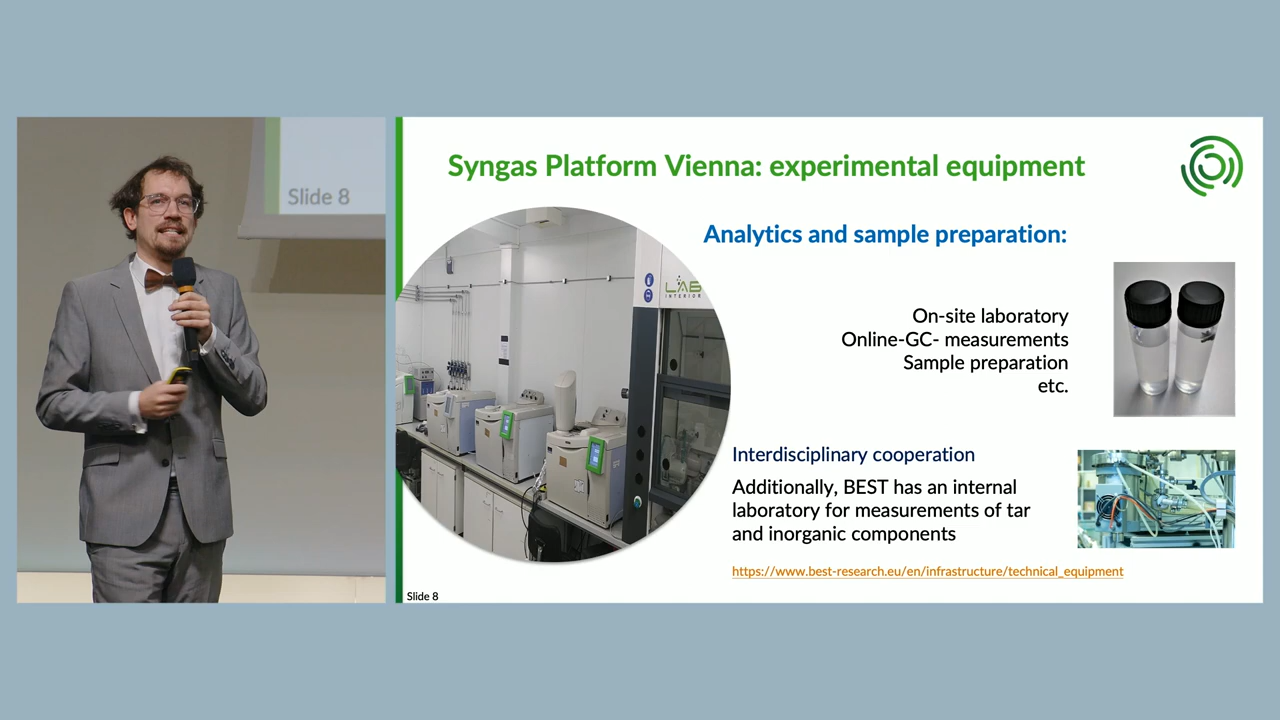 Slide 8
Syngas Platform Vienna: experimental equipment
Analytics and sample preparation:
LAB
INTERIOR
On-site laboratory
Online-GC- measurements
Sample preparation
etc.
Interdisciplinary cooperation
Additionally, BEST has an internal
laboratory for measurements of tar
and inorganic components
https://www.best-research.eu/en/infrastructure/technical_equipment
Slide 8